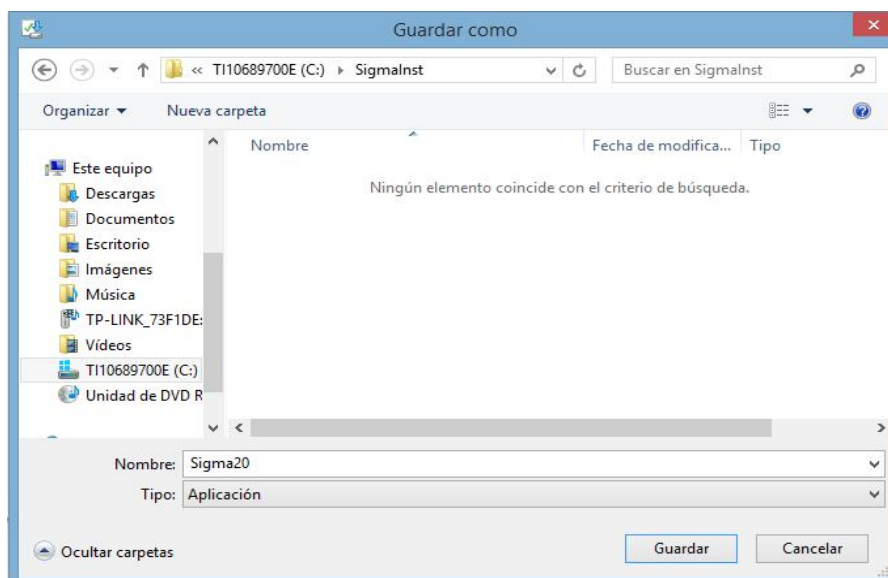 Guardar como
« TI10689700E (C:) SigmaInst
Buscar en SigmaInst
Organizar Nueva carpeta
Nombre Fecha de modifica... Tipo
Ningún elemento coincide con el criterio de búsqueda.
Este equipo
Descargas
Documentos
Escritorio
Imágenes
Música
TP-LINK_73F1DE:
Vídeos
TI10689700E (C:)
Unidad de DVD R
Nombre: Sigma20
Tipo: Aplicación
Ocultar carpetas
Guardar Cancelar